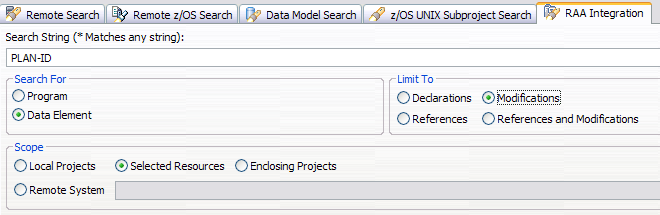 Remote Search Remote z/OS Search Data Model Search z/OS UNIX Subproject Search RAA Integration
Search String (* Matches any string):
PLAN-ID
Search For Limit To
Program Declarations Modifications
Data Element References References and Modifications
Scope
Local Projects Selected Resources Enclosing Projects
Remote System